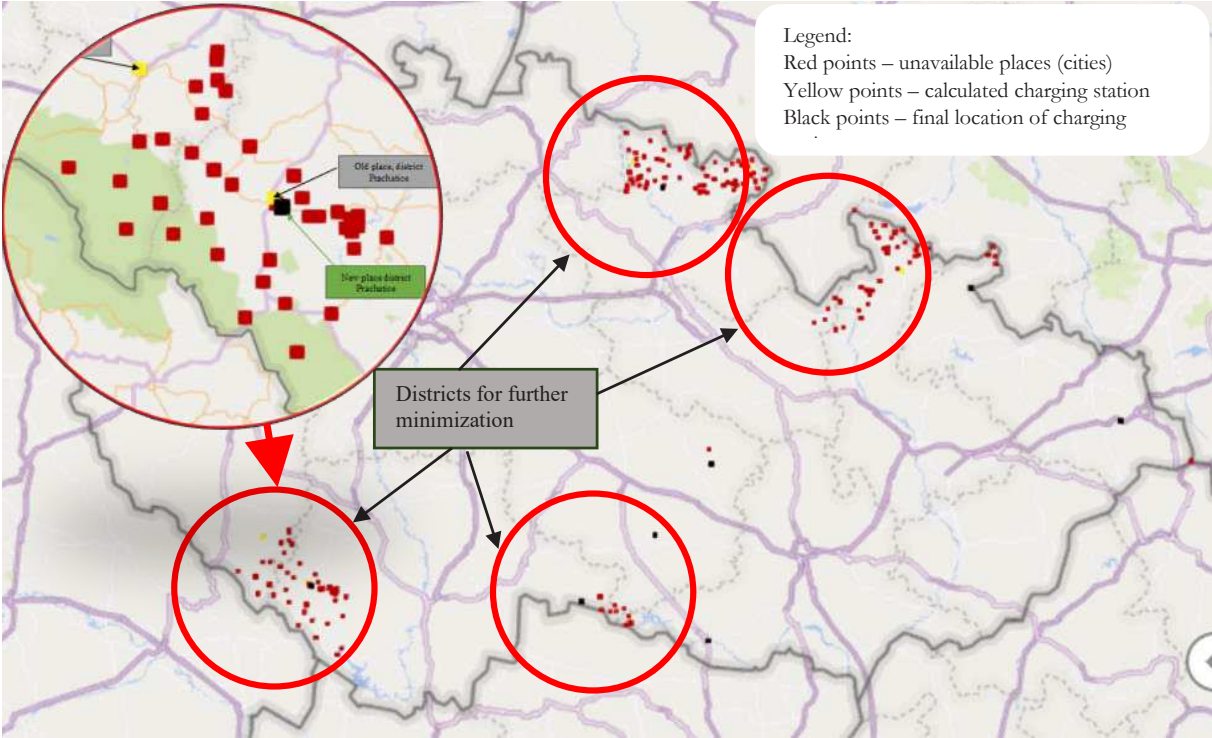 Legend:
Red points – unavailable places (cities)
Yellow points – calculated charging station
Black points – final location of charging
Old place, district
Prachatice
New place district
Prachatice
Districts for further
minimization